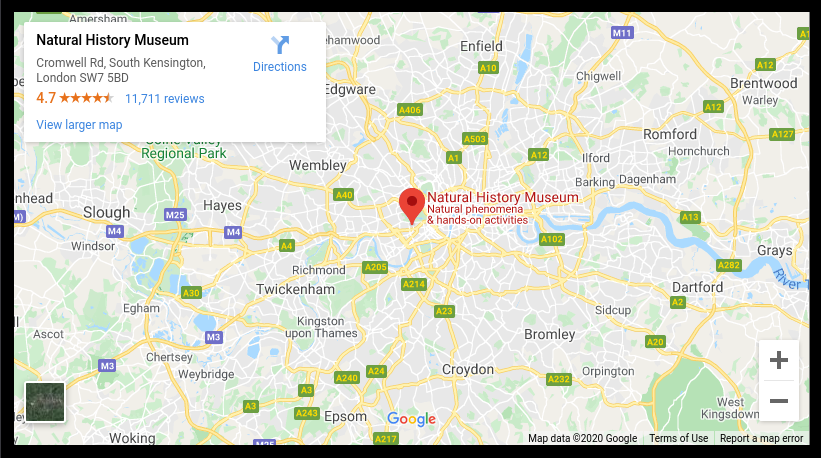 Amersham
Natural History Museum
Cromwell Rd, South Kensington,
London SW7 5BD
4.7
11,711 reviews
View larger map
Directions
Enfield
M11
A10
Chigwell
A12
Brentwood
Warley
Edgware
A406
A12
A127
A503
Romford
Hornchurch
Regional Park
Wembley
A1
A12
Ilford
Barking
Dagenham
A40
Natural History Museum
Natural phenomena
& hands-on activities
Slough
M25
Hayes
A13
M4
M4
Windsor
A4
A102
Grays
Richmond
A205
A282
River
A30
Twickenham
A214
Dartford
A2
Egham
A23
Sidcup
Kingston
upon Thames
Ascot
M3
Bromley
A20
Chertsey
M3
Weybridge
A24
A240
Croydon
A232
Orpington
A3
A3
A243
Epsom
West
Kingsdown
Google
A217
Woking
M25
Map data ©2020 Google
Terms of Use
Report a map error